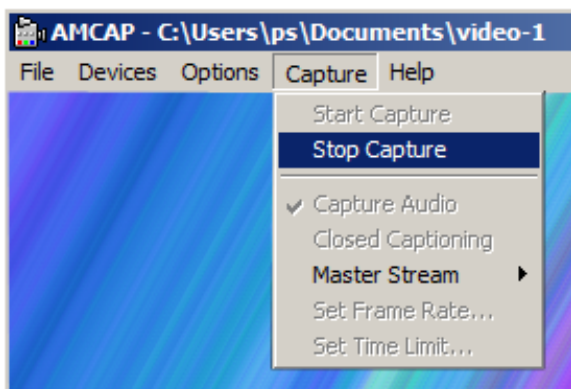 AMCAP - C:\Users\ps\Documents\video-1
File Devices Options Capture Help
Start Capture
Stop Capture
Capture Audio
Closed Captioning
Master Stream
Set Frame Rate...
Set Time Limit...